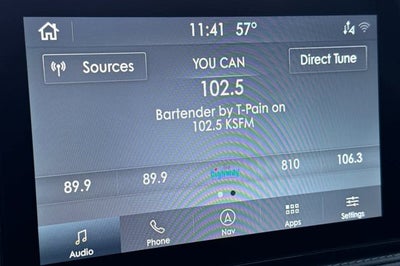 11:41 57°
Sources
YOU CAN
Direct Tune
102.5
Bartender by T-Pain on
102.5 KSFM
89.9 89.9 810 106.3
Audio Phone Nav Apps Settings